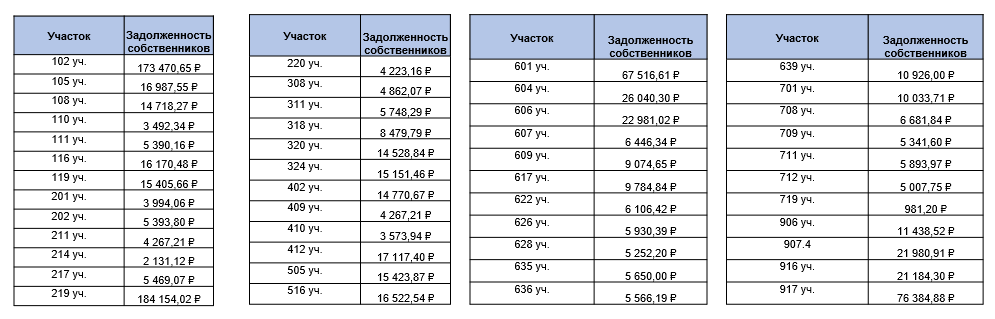 Участок Задолженность собственников
102 уч. 173 470,65 ₽
105 уч. 16 987,55 ₽
108 уч. 14 718,27 ₽
110 уч. 3 492,34 ₽
111 уч. 5 390,16 ₽
116 уч. 16 170,48 ₽
119 уч. 15 405,66 ₽
201 уч. 3 994,06 ₽
202 уч. 5 393,80 ₽
211 уч. 4 267,21 ₽
214 уч. 2 131,12 ₽
217 уч. 5 469,07 ₽
219 уч. 184 154,02 ₽
Участок Задолженность собственников
220 уч. 4 223,16 ₽
308 уч. 4 862,07 ₽
311 уч. 5 748,29 ₽
318 уч. 8 479,79 ₽
320 уч. 14 528,84 ₽
324 уч. 15 151,46 ₽
402 уч. 14 770,67 ₽
409 уч. 4 267,21 ₽
410 уч. 3 573,94 ₽
412 уч. 17 117,40 ₽
505 уч. 15 423,87 ₽
516 уч. 16 522,54 ₽
Участок Задолженность собственников
601 уч. 67 516,61 ₽
604 уч. 26 040,30 ₽
606 уч. 22 981,02 ₽
607 уч. 6 446,34 ₽
609 уч. 9 074,65 ₽
617 уч. 9 784,84 ₽
622 уч. 6 106,42 ₽
626 уч. 5 930,39 ₽
628 уч. 5 252,20 ₽
635 уч. 5 650,00 ₽
636 уч. 5 566,19 ₽
Участок Задолженность собственников
639 уч. 10 926,00 ₽
701 уч. 10 033,71 ₽
708 уч. 6 681,84 ₽
709 уч. 5 341,60 ₽
711 уч. 5 893,97 ₽
712 уч. 5 007,75 ₽
719 уч. 981,20 ₽
906 уч. 11 438,52 ₽
907.4 21 980,91 ₽
916 уч. 21 184,30 ₽
917 уч. 76 384,88 ₽